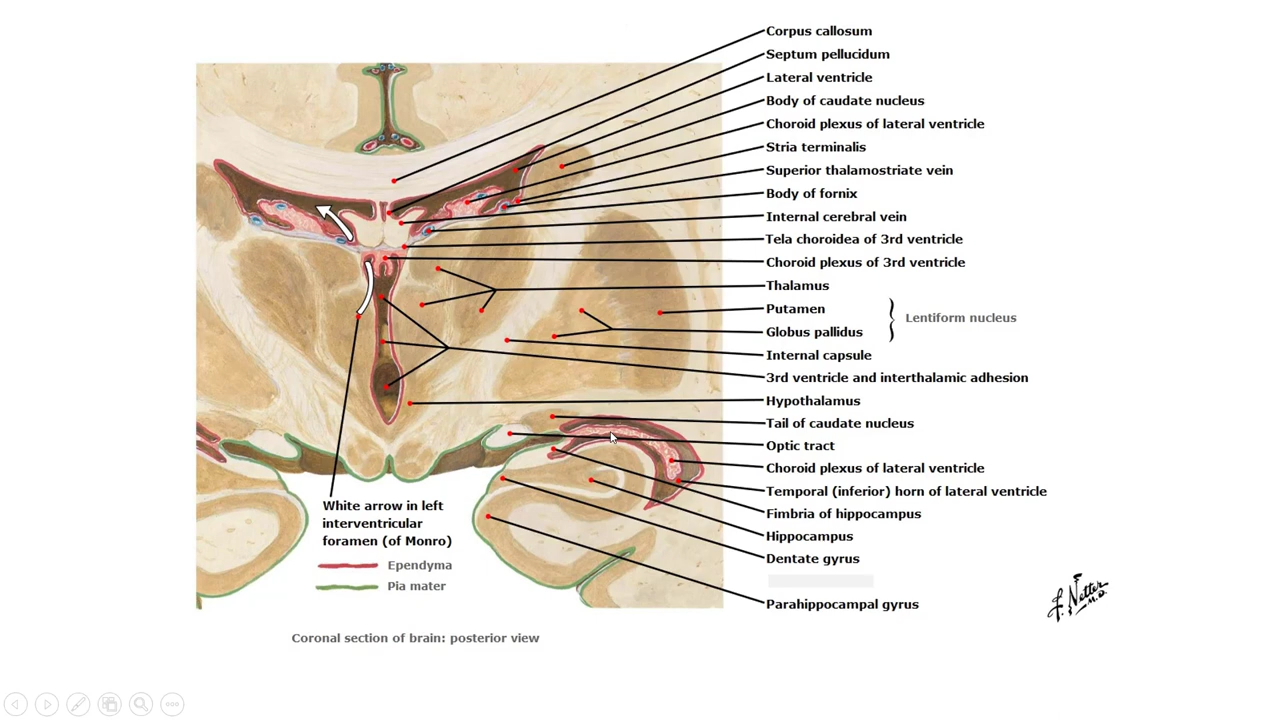 Corpus callosum
Septum pellucidum
Lateral ventricle
Body of caudate nucleus
Choroid plexus of lateral ventricle
Stria terminalis
Superior thalamostriate vein
Body of fornix
Internal cerebral vein
Tela choroidea of 3rd ventricle
Choroid plexus of 3rd ventricle
Thalamus
Putamen
Globus pallidus
Lentiform nucleus
Internal capsule
3rd ventricle and interthalamic adhesion
Hypothalamus
Tail of caudate nucleus
Optic tract
Choroid plexus of lateral ventricle
Temporal (inferior) horn of lateral ventricle
Fimbria of hippocampus
Hippocampus
Dentate gyrus
Parahippocampal gyrus
White arrow in left
interventricular
foramen (of Monro)
Ependyma
Pia mater
Coronal section of brain: posterior view
F. Netter
M.D.